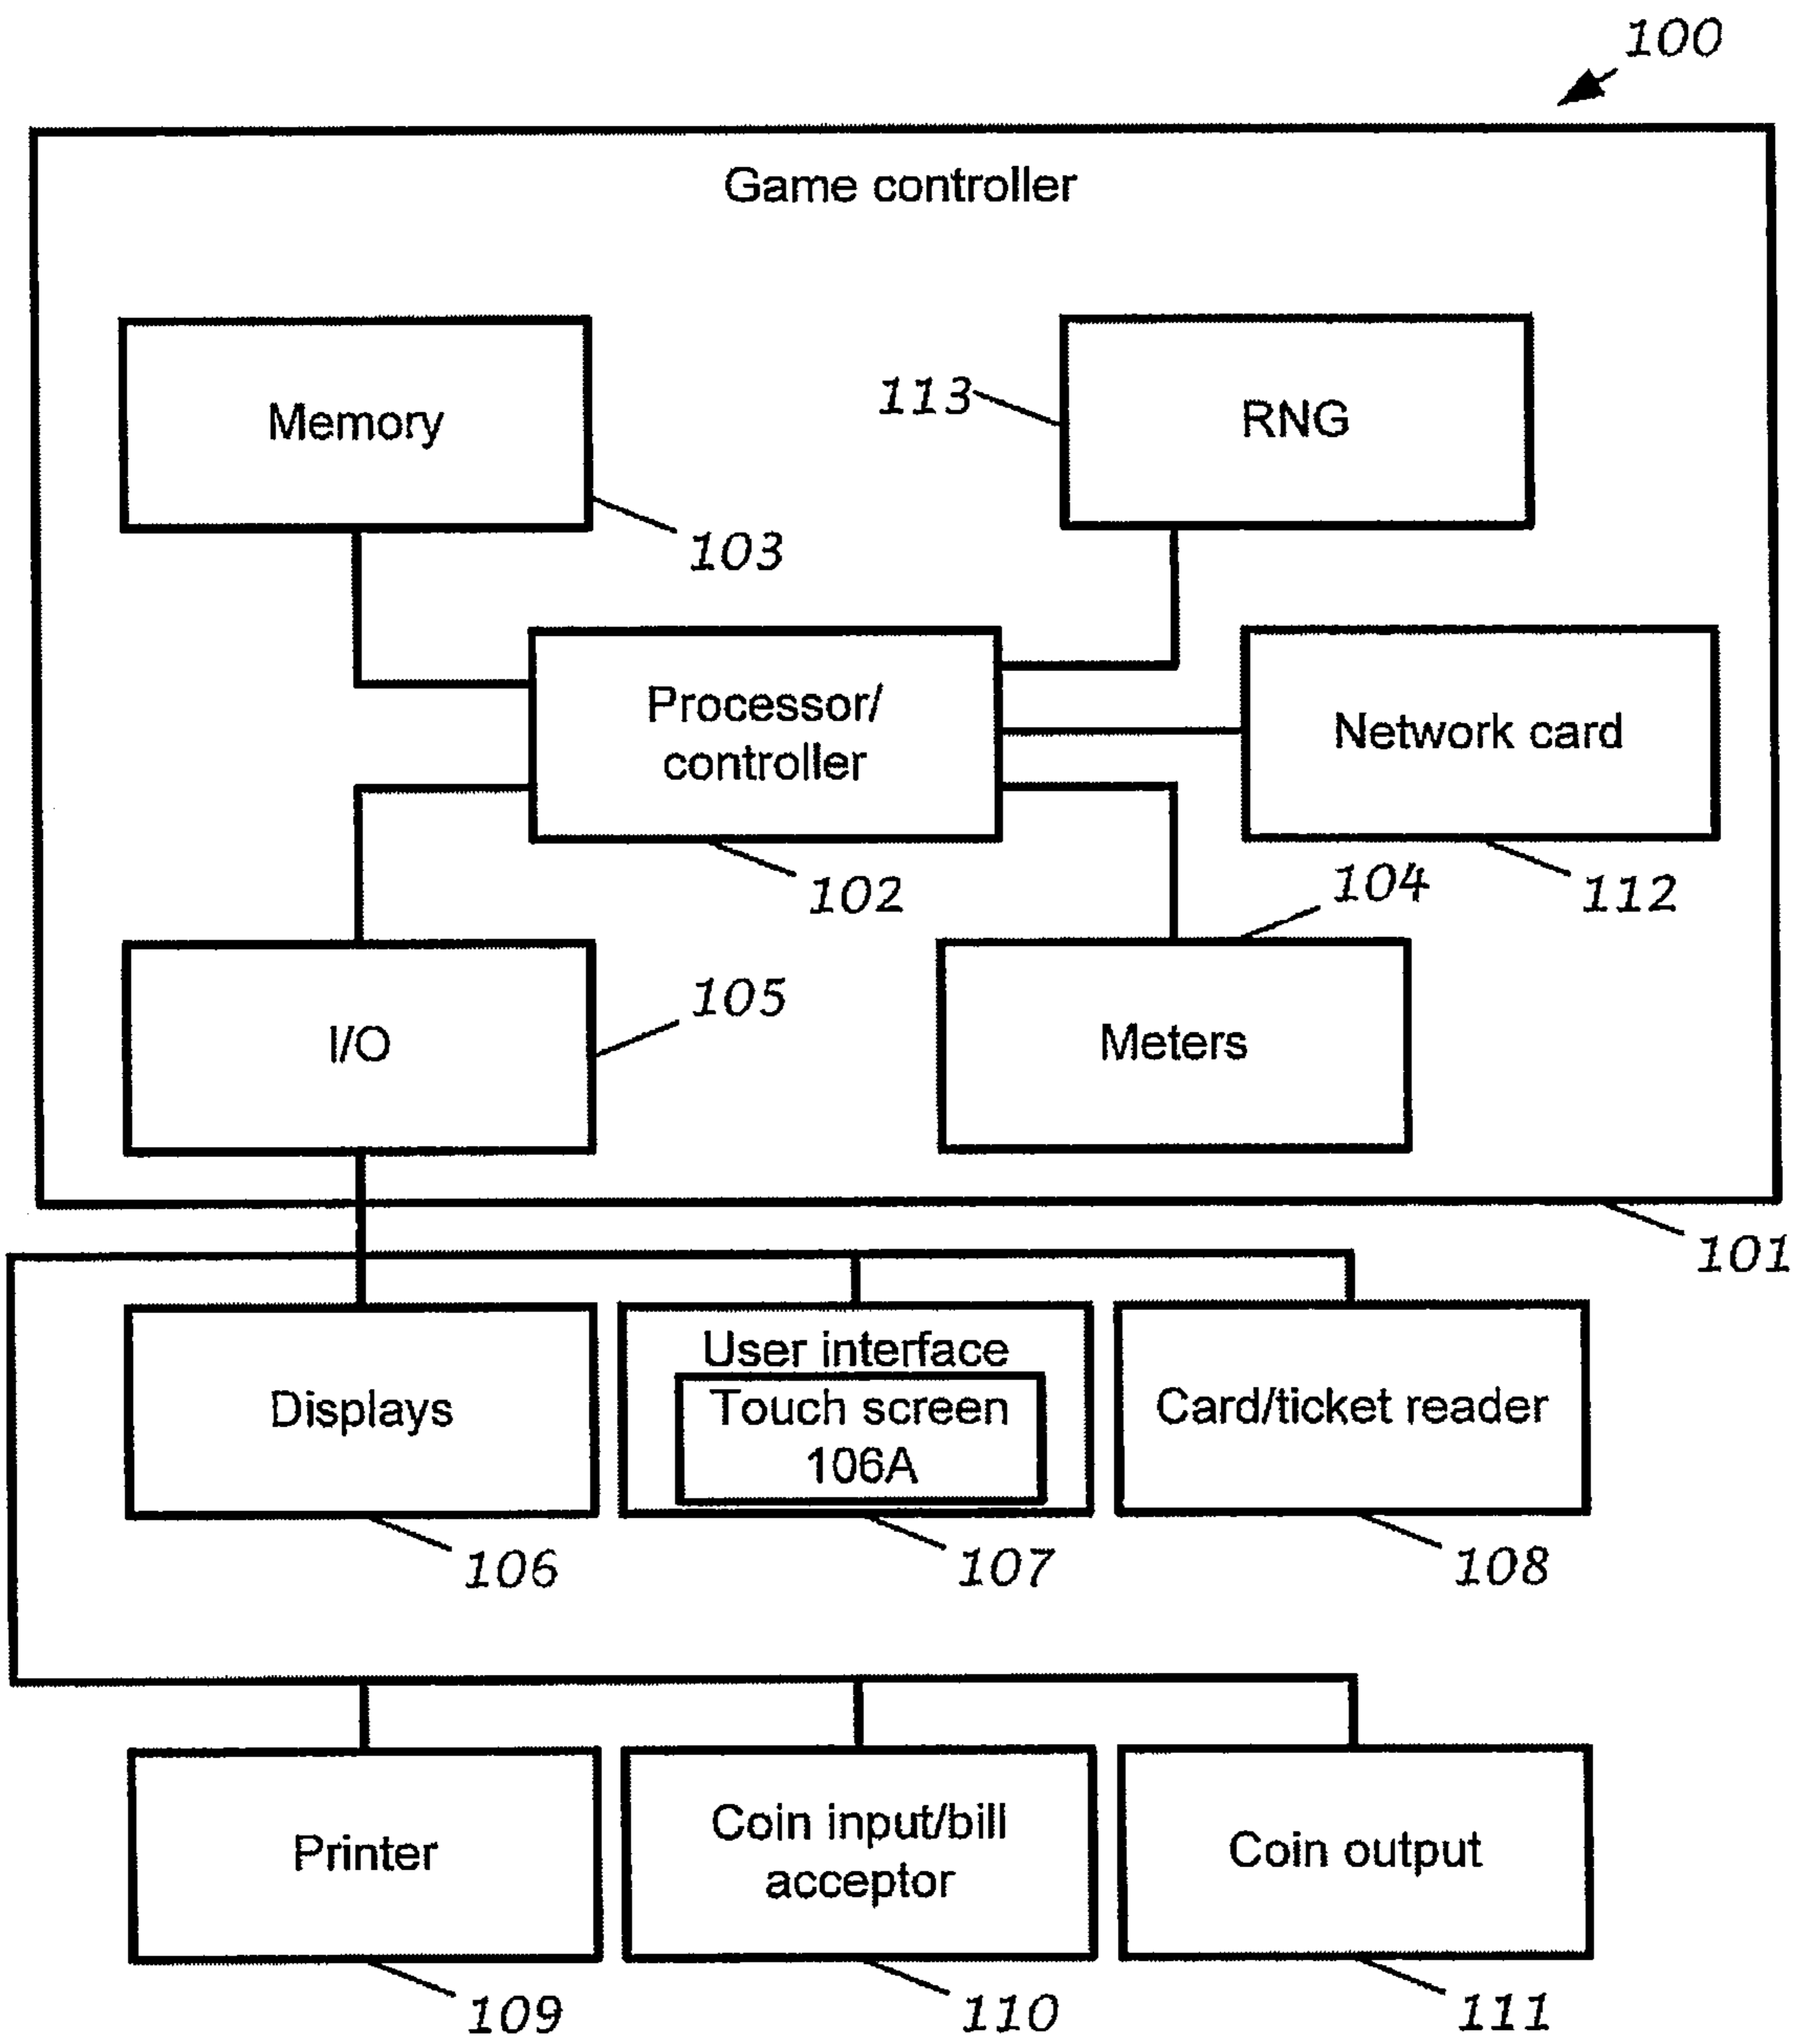 100
Game controller
Memory
RNG
113
103
Processor/
controller
Network card
102
104
112
I/O
105
Meters
101
Displays
User interface
Touch screen
106A
Card/ticket reader
106
107
108
Printer
Coin input/bill
acceptor
Coin output
109
110
111